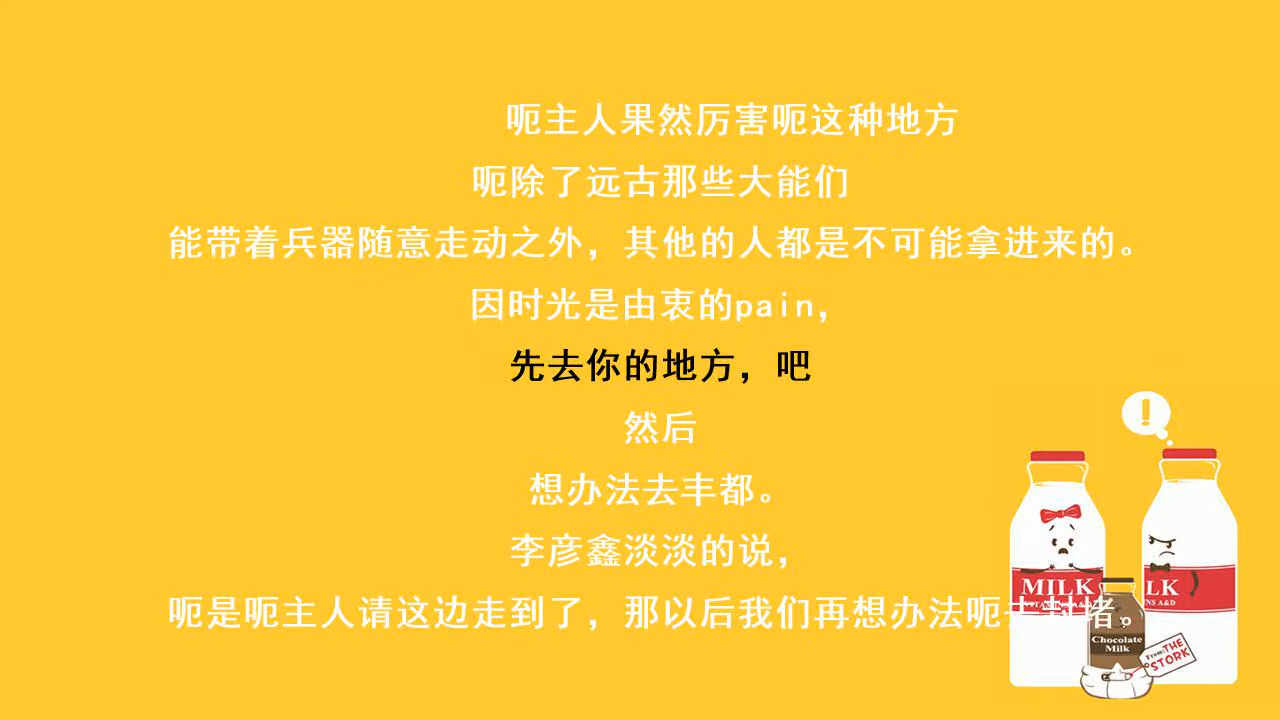 呃主人果然厉害呃这种地方
呃除了远古那些大能们
能带着兵器随意走动之外，其他的人都是不可能拿进来的。
因时光是由衷的pain，
先去你的地方，吧
然后
想办法去丰都。
李彦鑫淡淡的说，
呃是呃主人请这边走到了，那以后我们再想办法呃去封堵。
!
MILK
LK
NS A&D
Chocolate
Milk
From: THE
STORK